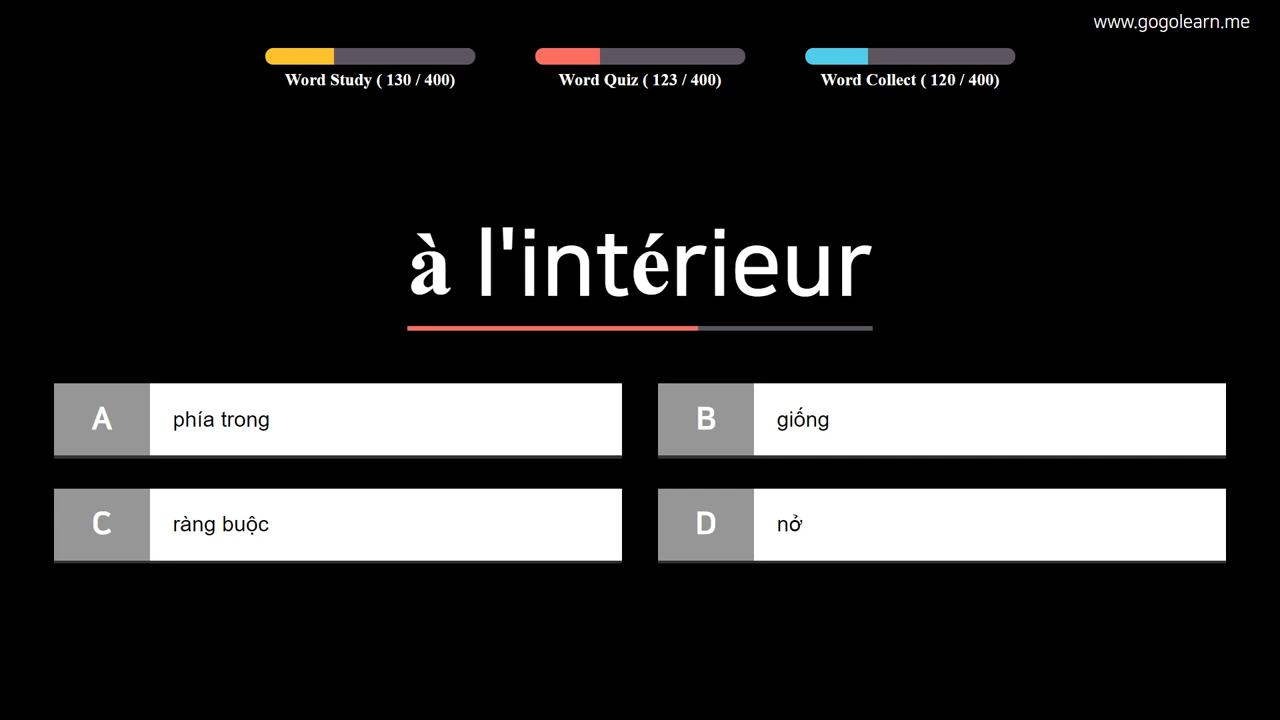 www.gogolearn.me
Word Study ( 130 / 400)
Word Quiz ( 123 / 400)
Word Collect ( 120 / 400)
à l'intérieur
A phía trong
B giống
C ràng buộc
D nở